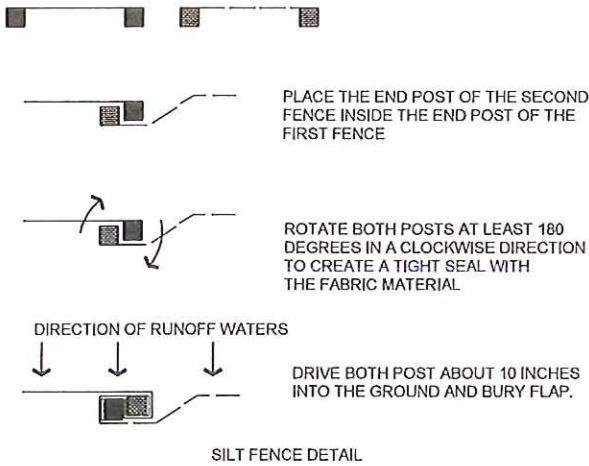 PLACE THE END POST OF THE SECOND
FENCE INSIDE THE END POST OF THE
FIRST FENCE
ROTATE BOTH POSTS AT LEAST 180
DEGREES IN A CLOCKWISE DIRECTION
TO CREATE A TIGHT SEAL WITH
THE FABRIC MATERIAL
DIRECTION OF RUNOFF WATERS
DRIVE BOTH POST ABOUT 10 INCHES
INTO THE GROUND AND BURY FLAP.
SILT FENCE DETAIL